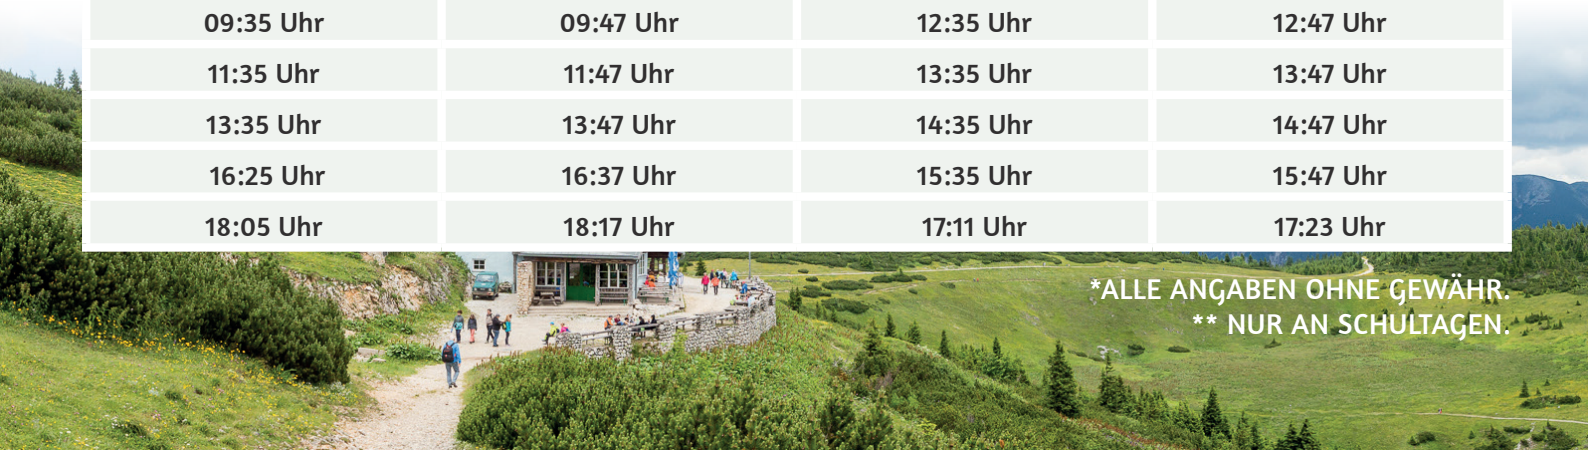 09:35 Uhr 09:47 Uhr 12:35 Uhr 12:47 Uhr
11:35 Uhr 11:47 Uhr 13:35 Uhr 13:47 Uhr
13:35 Uhr 13:47 Uhr 14:35 Uhr 14:47 Uhr
16:25 Uhr 16:37 Uhr 15:35 Uhr 15:47 Uhr
18:05 Uhr 18:17 Uhr 17:11 Uhr 17:23 Uhr
*ALLE ANGABEN OHNE GEWÄHR.
** NUR AN SCHULTAGEN.